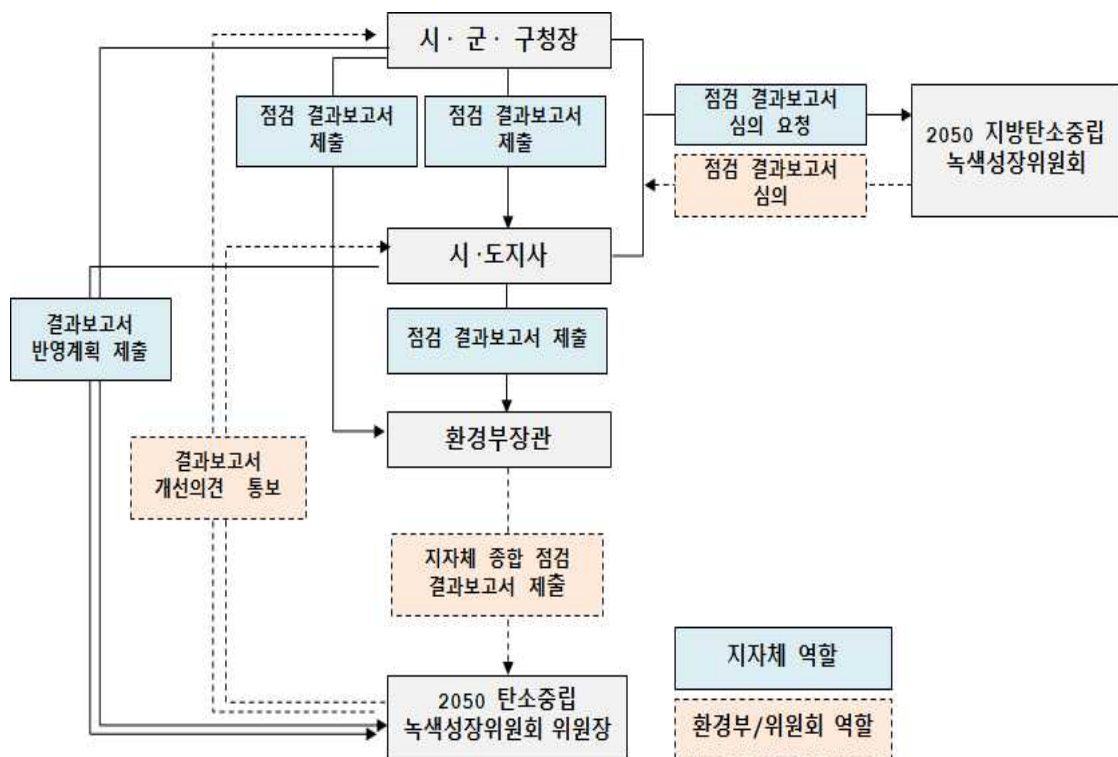 시· 군· 구청장
점검 결과보고서
제출
점검 결과보고서
제출
점검 결과보고서
심의 요청
2050 지방탄소중립
녹색성장위원회
점검 결과보고서
심의
시 ·도지사
결과보고서
반영계획 제출
점검 결과보고서 제출
환경부장관
결과보고서
개선의견 통보
지자체 종합 점검
결과보고서 제출
지자체 역할
2050 탄소중립
녹색성장위원회 위원장
환경부/위원회 역할